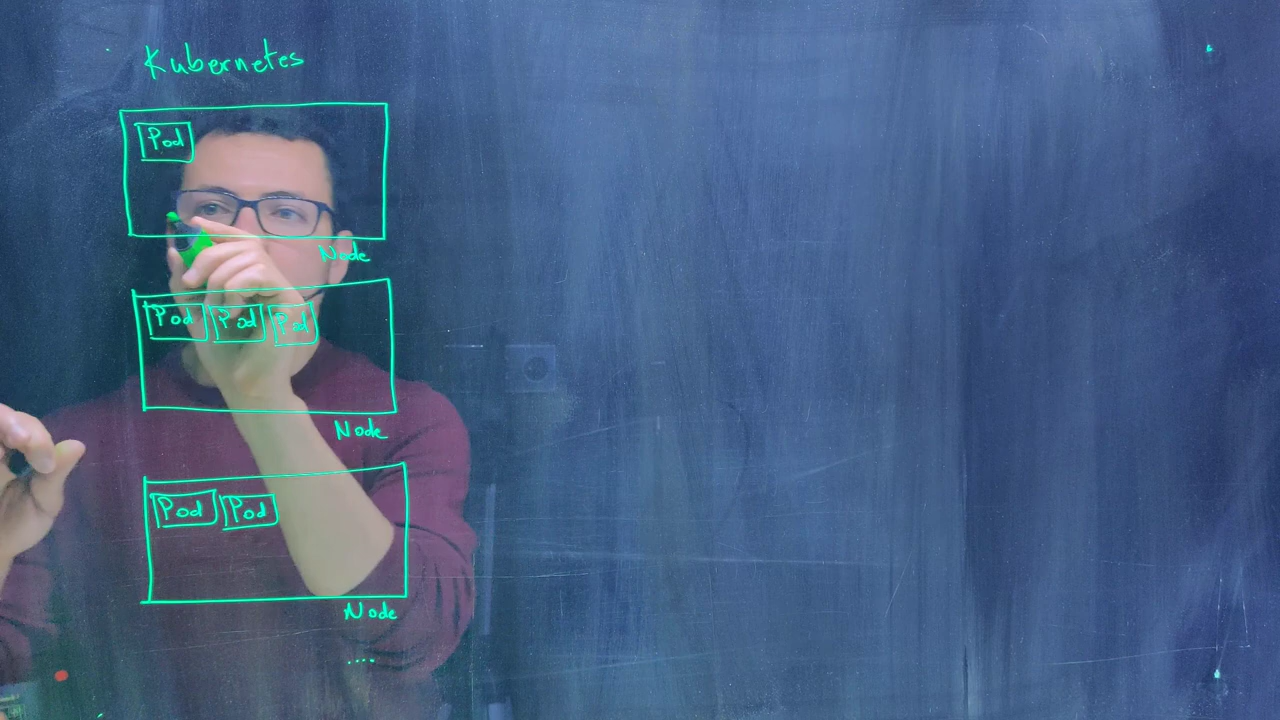 Kubernetes
Pod
Node
Pod Pod Pod
Node
Pod Pod
Node
....